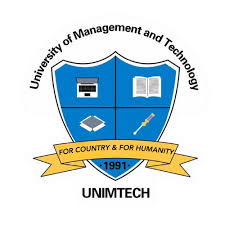 University of Management and Technology
FOR COUNTRY & FOR HUMANITY
· 1991 ·
UNIMTECH